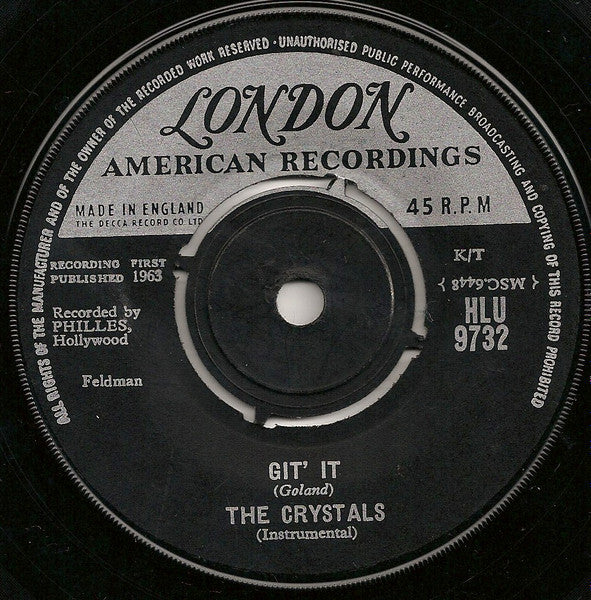 ALL RIGHTS OF THE MANUFACTURER AND OF THE OWNER OF THE RECORDED WORK RESERVED · UNAUTHORISED PUBLIC PERFORMANCE BROADCASTING AND COPYING OF THIS RECORD PROHIBITED
LONDON
AMERICAN RECORDINGS
MADE IN ENGLAND
THE DECCA RECORD CO LTD
45 R.P.M
RECORDING FIRST
PUBLISHED 1963
K/T
{ MSC.6448 }
Recorded by
PHILLES,
Hollywood
HLU
9732
Feldman
GIT' IT
(Goland)
THE CRYSTALS
(Instrumental)